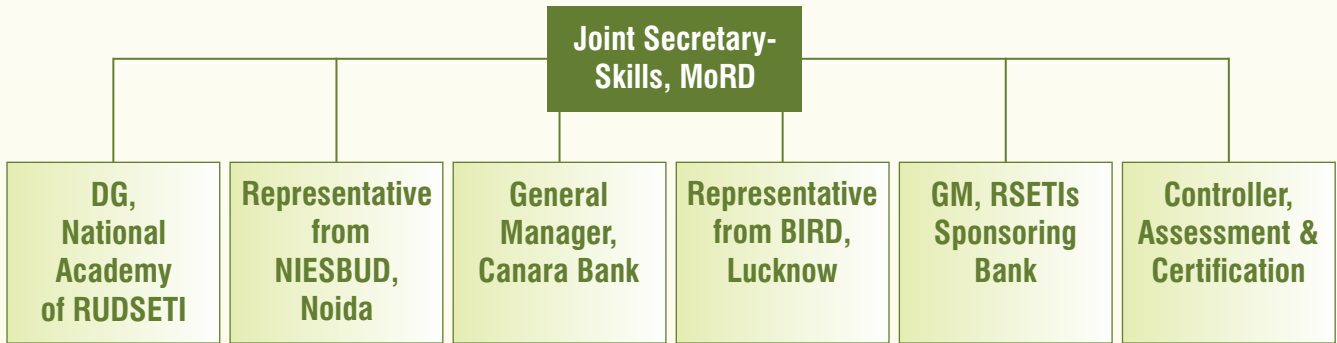 Joint Secretary-
Skills, MoRD
DG,
National
Academy
of RUDSETI
Representative
from
NIESBUD,
Noida
General
Manager,
Canara Bank
Representative
from BIRD,
Lucknow
GM, RSETIs
Sponsoring
Bank
Controller,
Assessment &
Certification